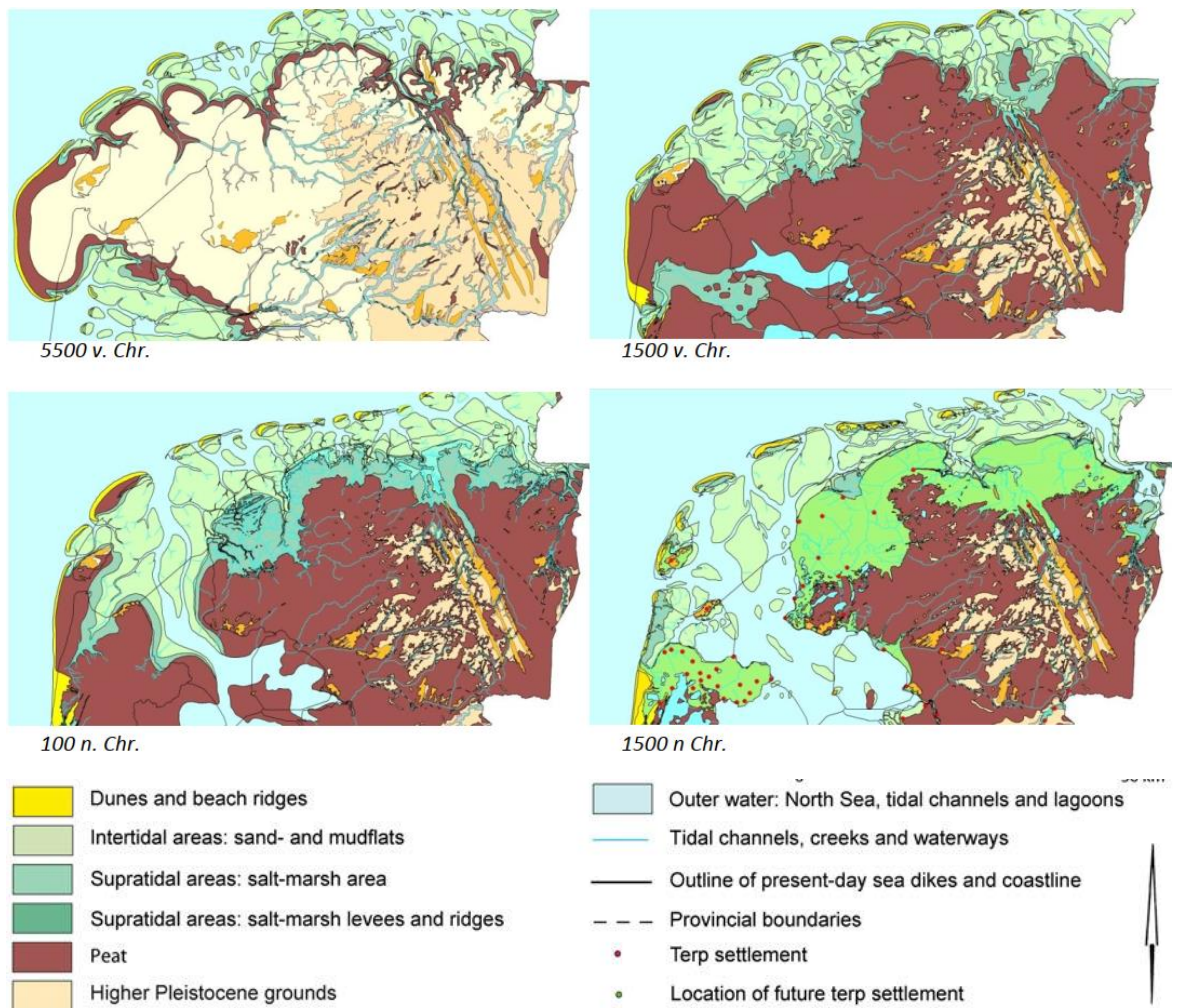 5500 v. Chr.
1500 v. Chr.
100 n. Chr.
1500 n Chr.
Dunes and beach ridges
Intertidal areas: sand- and mudflats
Supratidal areas: salt-marsh area
Supratidal areas: salt-marsh levees and ridges
Peat
Higher Pleistocene grounds
Outer water: North Sea, tidal channels and lagoons
Tidal channels, creeks and waterways
Outline of present-day sea dikes and coastline
Provincial boundaries
Terp settlement
Location of future terp settlement